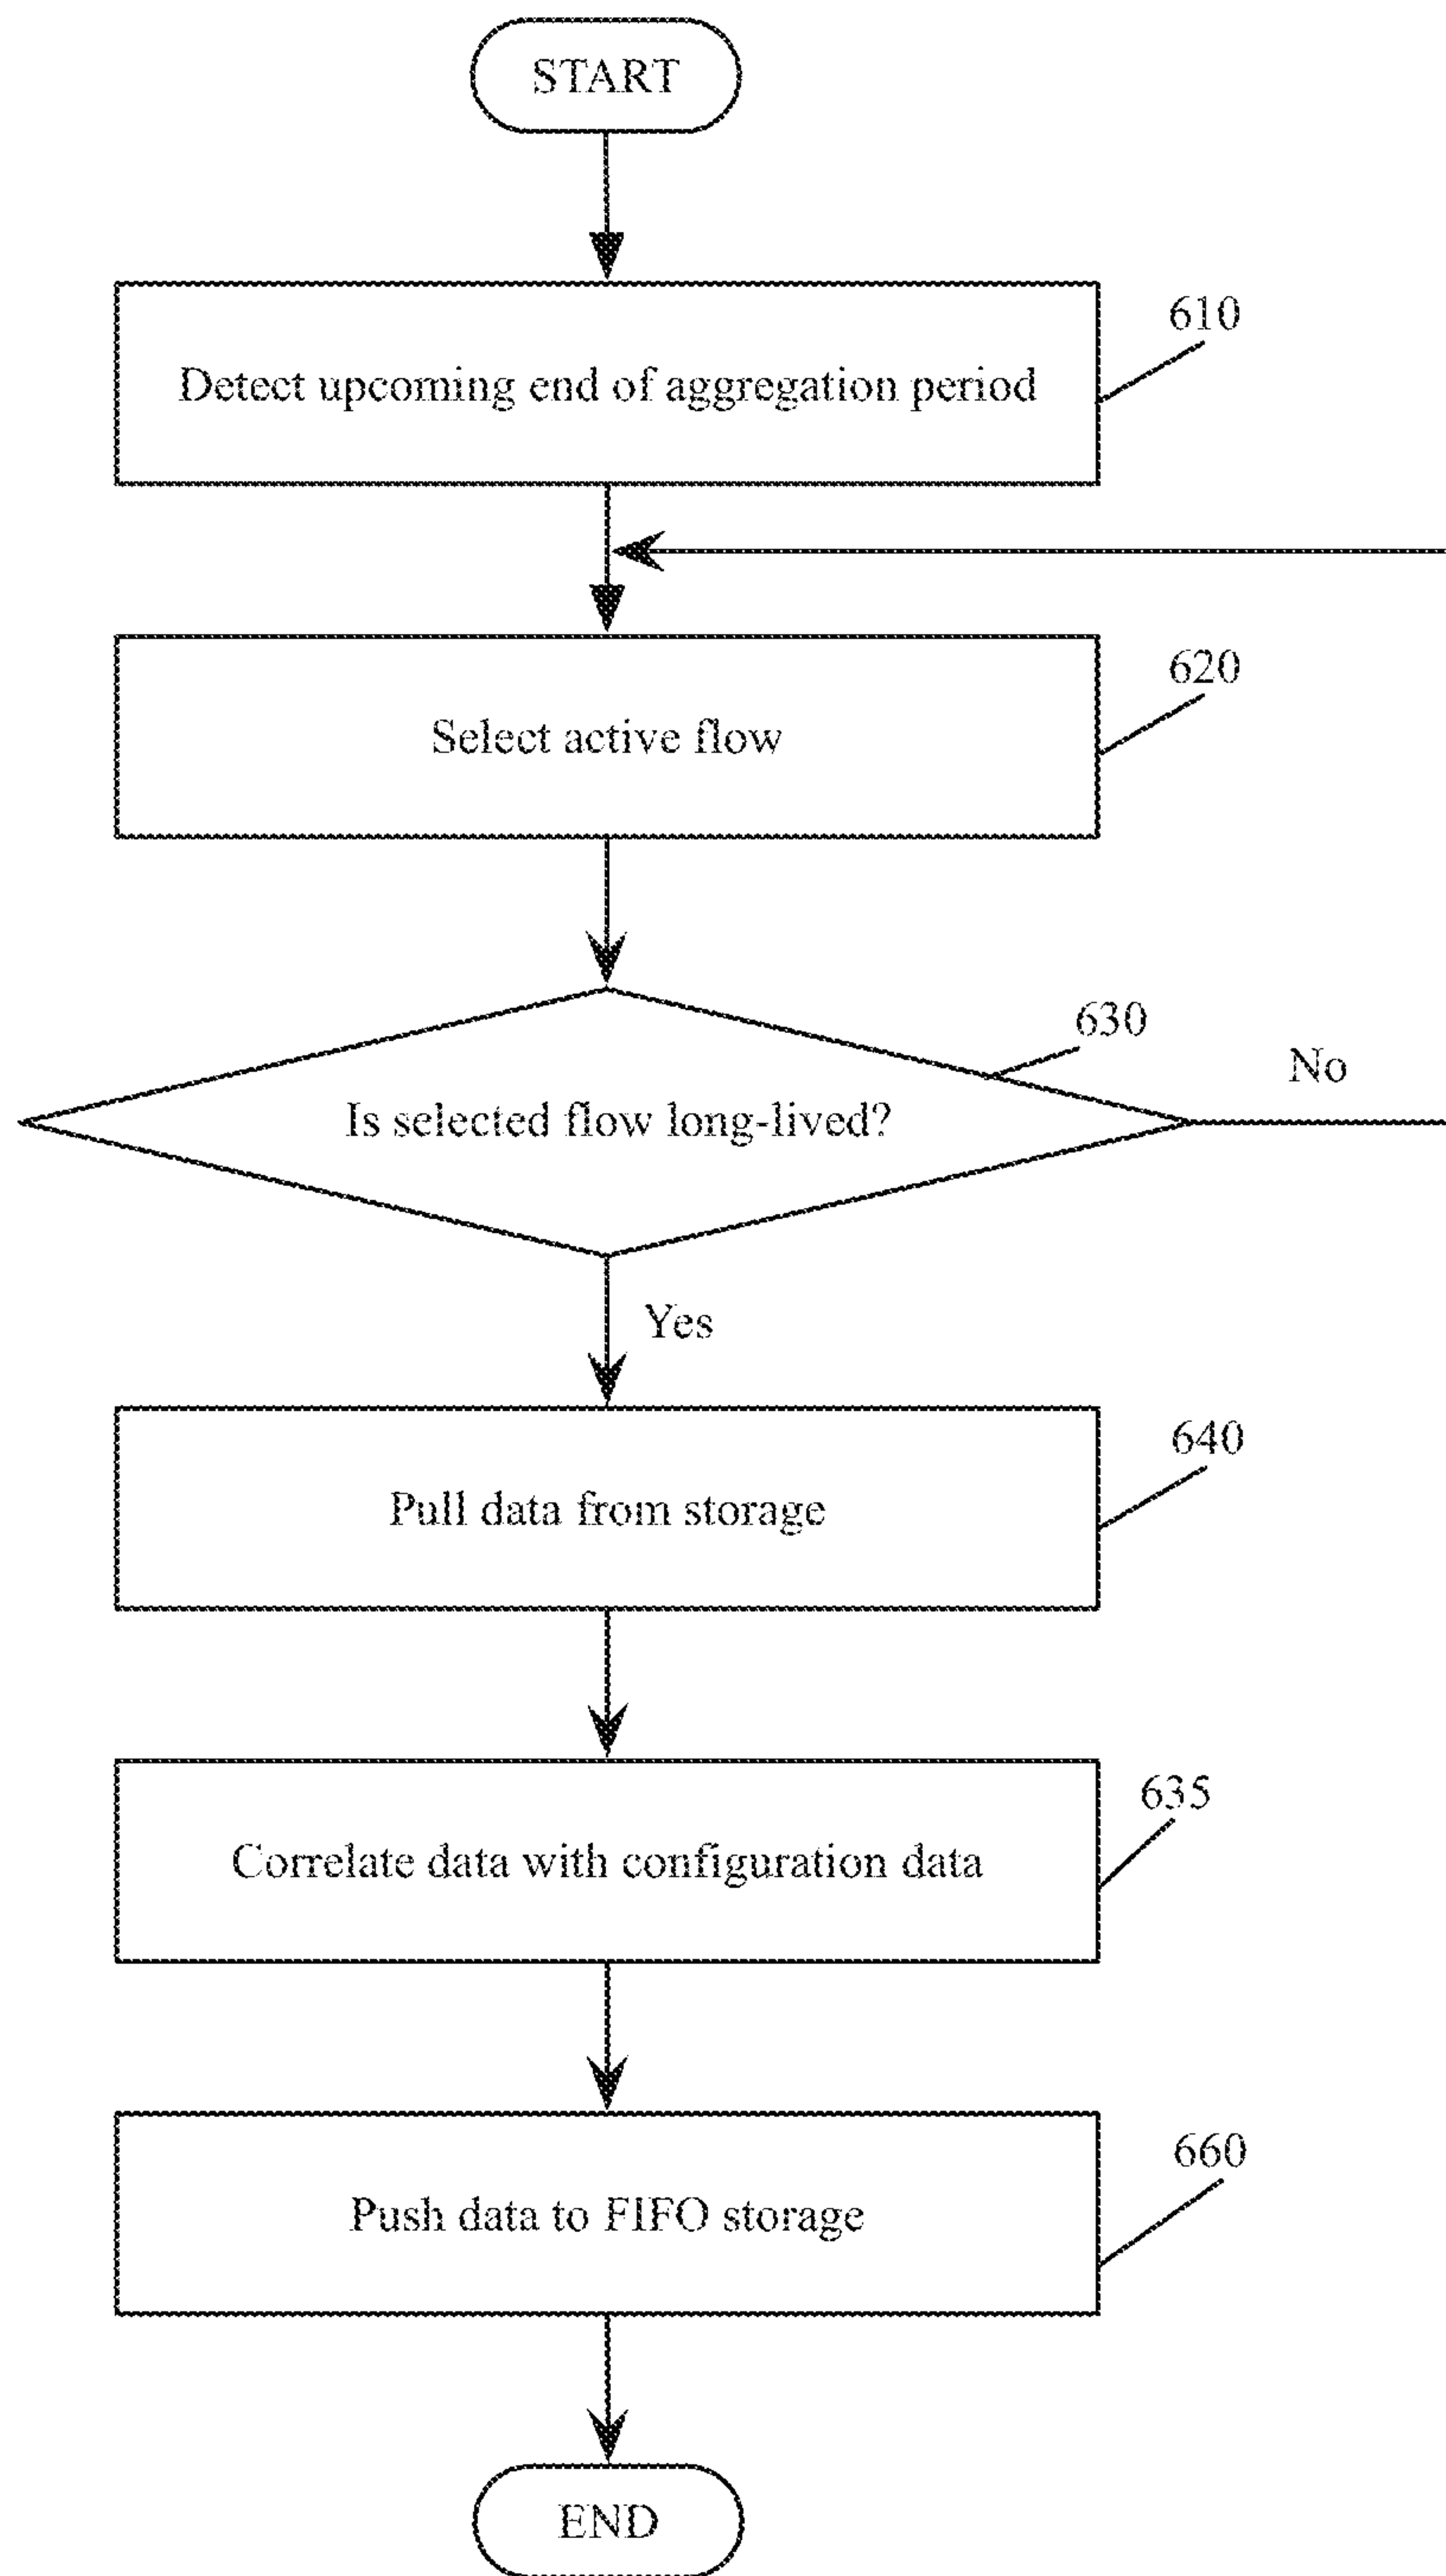 START
610
Detect upcoming end of aggregation period
620
Select active flow
630
No
Is selected flow long-lived?
Yes
640
Pull data from storage
635
Correlate data with configuration data
660
Push data to FIFO storage
END